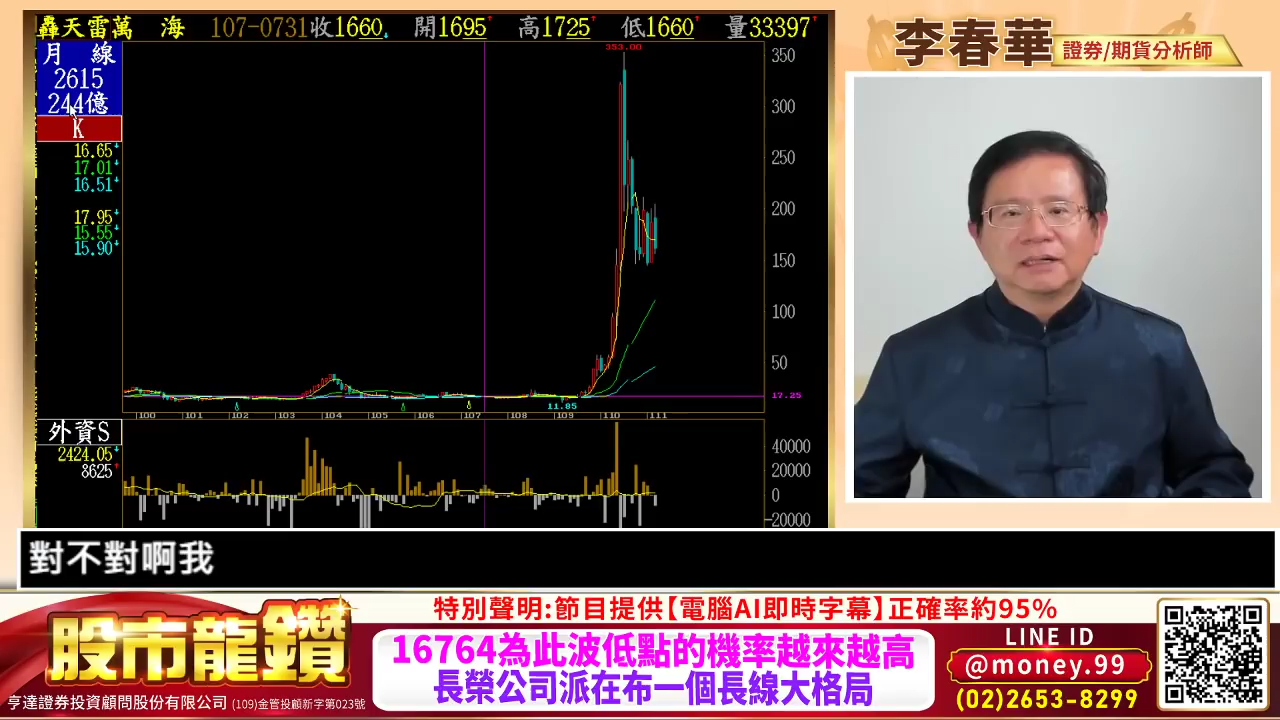 轟天雷萬 海 107-0731收1660 開1695 高1725 低1660 量33397
月 線
2615
244億
K
16.65
17.01
16.51
17.95
15.55
15.90
353.00
350
300
250
200
150
100
50
17.25
11.85
100 101 102 103 104 105 106 107 108 109 110 111
外資S
2424.05
8625
40000
20000
0
-20000
李春華
證券/期貨分析師
對不對啊我
特別聲明:節目提供【電腦AI即時字幕】正確率約95%
股市龍鑽
16764為此波低點的機率越來越高
長榮公司派在布一個長線大格局
亨達證券投資顧問股份有限公司 (109)金管投顧新字第023號
LINE ID
@money.99
(02)2653-8299